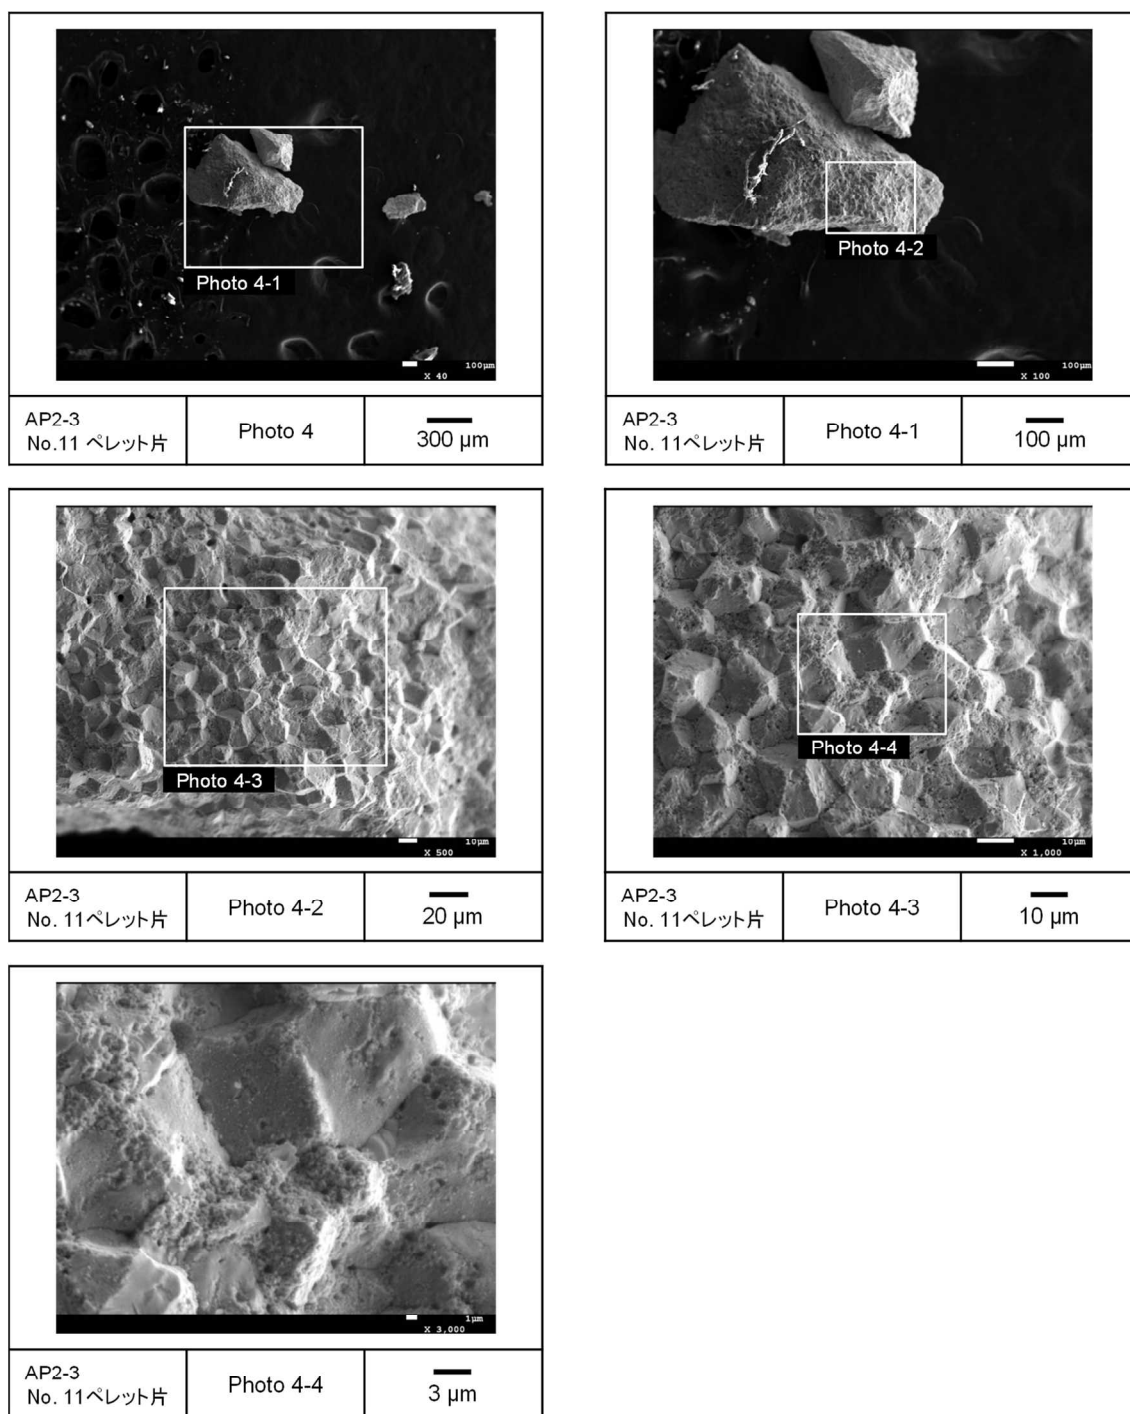 Photo 4-1
100μm
X 40
AP2-3
No.11 ペレット片
Photo 4
300 μm
Photo 4-2
100μm
X 100
AP2-3
No. 11ペレット片
Photo 4-1
100 μm
Photo 4-3
10μm
X 500
AP2-3
No. 11ペレット片
Photo 4-2
20 μm
Photo 4-4
10μm
X 1,000
AP2-3
No. 11ペレット片
Photo 4-3
10 μm
1μm
X 3,000
AP2-3
No. 11ペレット片
Photo 4-4
3 μm